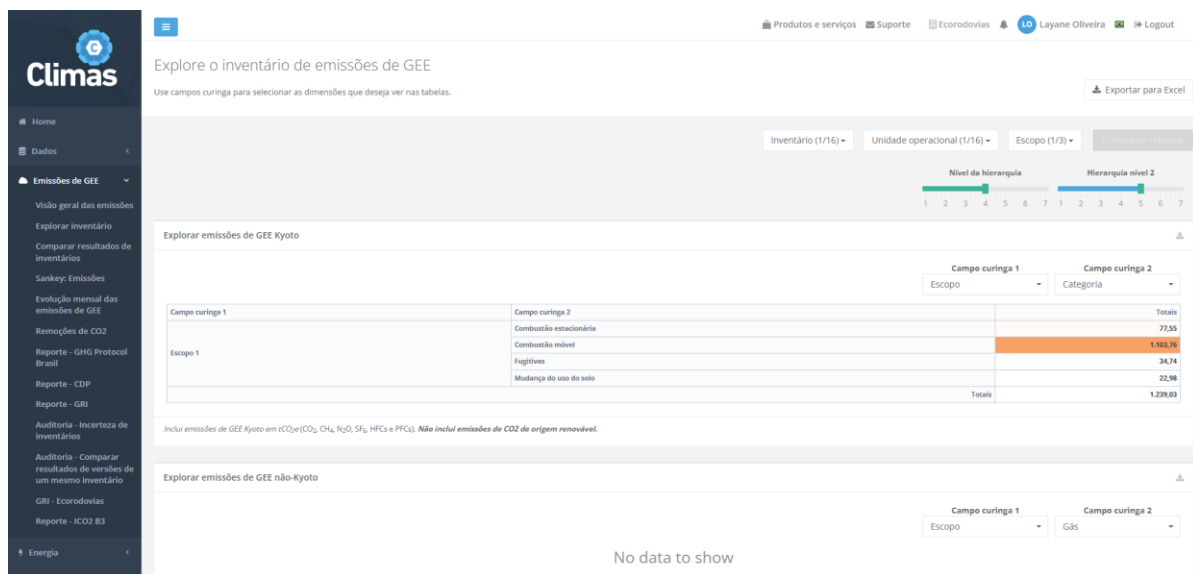 Produtos e serviços Suporte Ecorodovias LO Layane Oliveira Logout
C
Climas
Explore o inventário de emissões de GEE
Use campos curinga para selecionar as dimensões que deseja ver nas tabelas.
Exportar para Excel
Home
Dados
Emissões de GEE
Visão geral das emissões
Explorar inventário
Comparar resultados de
inventários
Sankey: Emissões
Evolução mensal das
emissões de GEE
Remoções de CO2
Reporte - GHG Protocol
Brasil
Reporte - CDP
Reporte - GRI
Auditoria - Incerteza de
inventários
Auditoria - Comparar
resultados de versões de
um mesmo inventário
GRI - Ecorodovias
Reporte - ICO2 B3
Energia
Inventário (1/16) Unidade operacional (1/16) Escopo (1/3) Atualizar relatório
Nível da hierarquia Hierarquia nível 2
1 2 3 4 5 6 7 1 2 3 4 5 6 7
Explorar emissões de GEE Kyoto
Campo curinga 1 Campo curinga 2
Escopo Categoria
Campo curinga 1 Campo curinga 2 Totais
Escopo 1
Combustão estacionária 77,55
Combustão móvel 1.103,76
Fugitivas 34,74
Mudança do uso do solo 22,98
Totais 1.239,03
Inclui emissões de GEE Kyoto em tCO₂e (CO₂, CH₄, N₂O, SF₆, HFCs e PFCs). Não inclui emissões de CO2 de origem renovável.
Explorar emissões de GEE não-Kyoto
Campo curinga 1 Campo curinga 2
Escopo Gás
No data to show